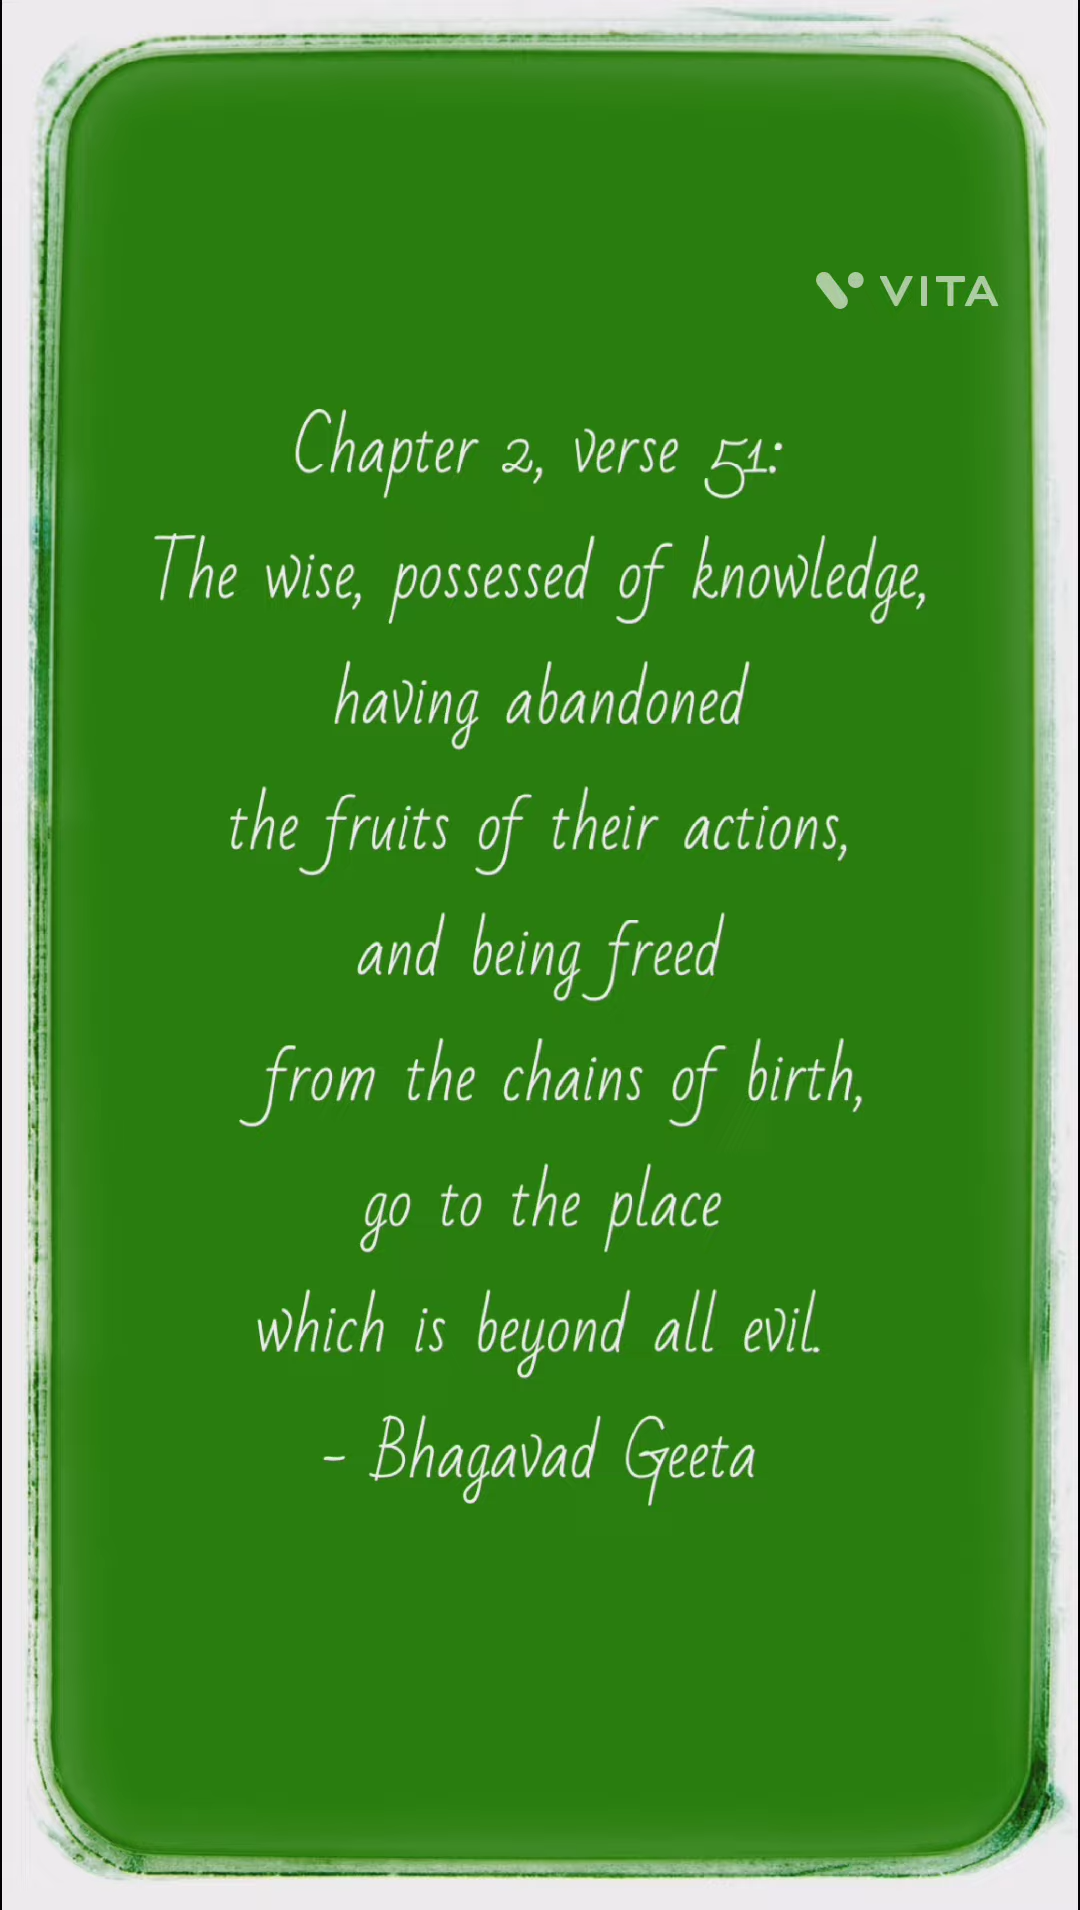 VITA
Chapter 2, verse 51:
The wise, possessed of knowledge,
having abandoned
the fruits of their actions,
and being freed
from the chains of birth,
go to the place
which is beyond all evil.
- Bhagavad Geeta